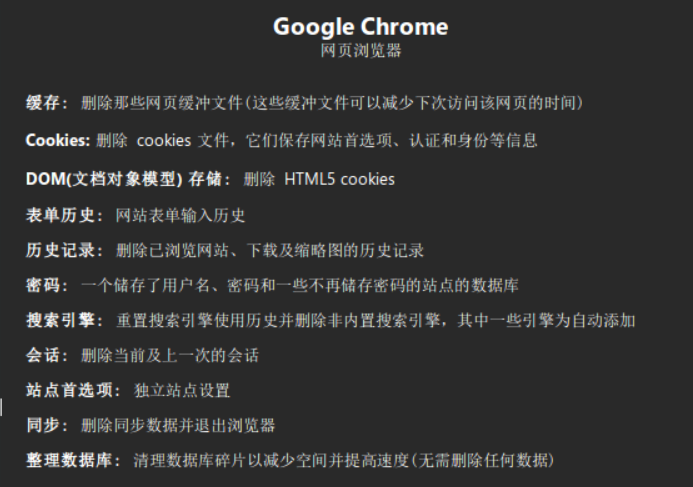 Google Chrome
网页浏览器
缓存： 删除那些网页缓冲文件(这些缓冲文件可以减少下次访问该网页的时间)
Cookies: 删除 cookies 文件，它们保存网站首选项、认证和身份等信息
DOM(文档对象模型) 存储： 删除 HTML5 cookies
表单历史： 网站表单输入历史
历史记录： 删除已浏览网站、下载及缩略图的历史记录
密码： 一个储存了用户名、密码和一些不再储存密码的站点的数据库
搜索引擎： 重置搜索引擎使用历史并删除非内置搜索引擎，其中一些引擎为自动添加
会话： 删除当前及上一次的会话
站点首选项： 独立站点设置
同步： 删除同步数据并退出浏览器
整理数据库： 清理数据库碎片以减少空间并提高速度(无需删除任何数据)